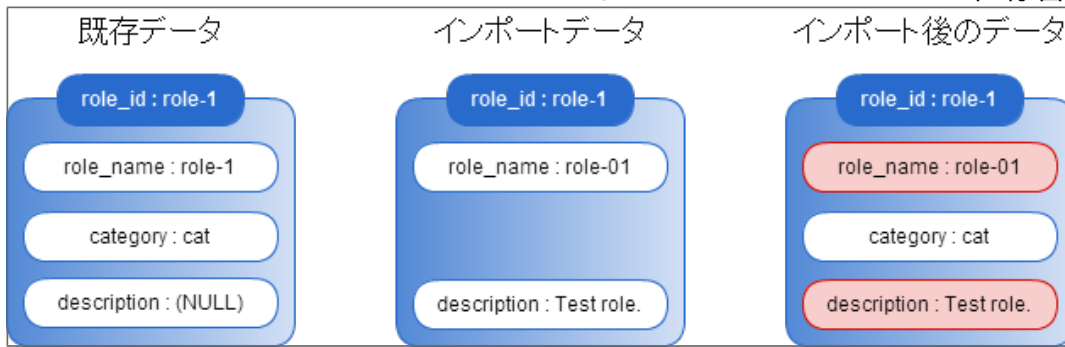 既存データ
role_id : role-1
role_name : role-1
category : cat
description : (NULL)
インポートデータ
role_id : role-1
role_name : role-01
description : Test role.
インポート後のデータ
role_id : role-1
role_name : role-01
category : cat
description : Test role.